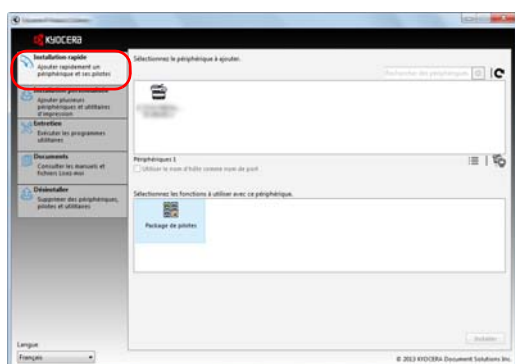 KYOCERA
Installation rapide
Ajouter rapidement un
périphérique et ses pilotes
Installation personnalisée
Ajouter plusieurs
périphériques et utilitaires
d'impression
Entretien
Exécuter les programmes
utilitaires
Documents
Consulter les manuels et
fichiers Lisez-moi
Désinstaller
Supprimer des périphériques,
pilotes et utilitaires
Langue
Français
Sélectionnez le périphérique à ajouter.
Rechercher des périphériques
Périphériques 1
Utiliser le nom d'hôte comme nom de port
Sélectionnez les fonctions à utiliser avec ce périphérique.
Package de pilotes
Installer
© 2013 KYOCERA Document Solutions Inc.